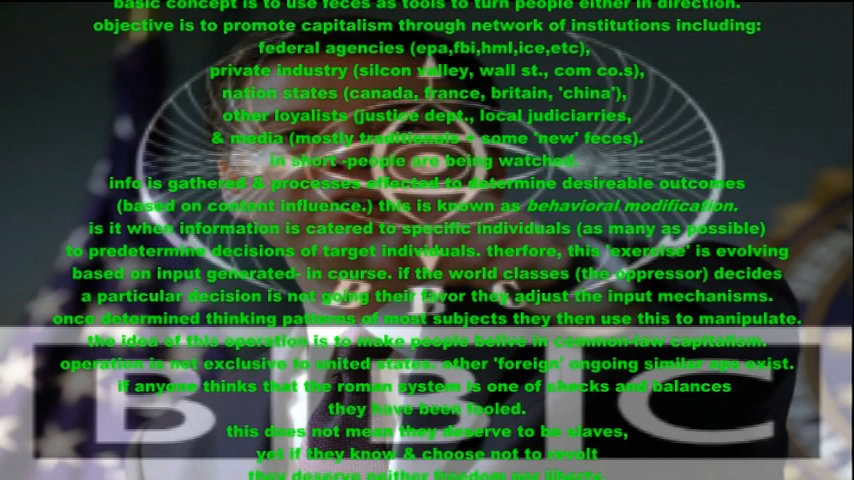 basic concept is to use feces as tools to turn people either in direction.
objective is to promote capitalism through network of institutions including:
federal agencies (epa,fbi,hml,ice,etc),
private industry (silcon valley, wall st., com co.s),
nation states (canada, france, britain, 'china'),
other loyalists (justice dept., local judiciarries,
& media (mostly traditionals + some 'new' feces).
in short -people are being watched.
info is gathered & processes effected to determine desireable outcomes
(based on content influence.) this is known as behavioral modification.
is it when information is catered to specific individuals (as many as possible)
to predetermine decisions of target individuals. therfore, this 'exercise' is evolving
based on input generated- in course. if the world classes (the oppressor) decides
a particular decision is not going their favor they adjust the input mechanisms.
once determined thinking patterns of most subjects they then use this to manipulate.
the idea of this operation is to make people belive in common-law capitalism.
operation is not exclusive to united states. other 'foreign' ongoing similar ops exist.
if anyone thinks that the roman system is one of checks and balances
they have been fooled.
this does not mean they deserve to be slaves,
yet if they know & choose not to revolt
they deserve neither freedom nor liberty